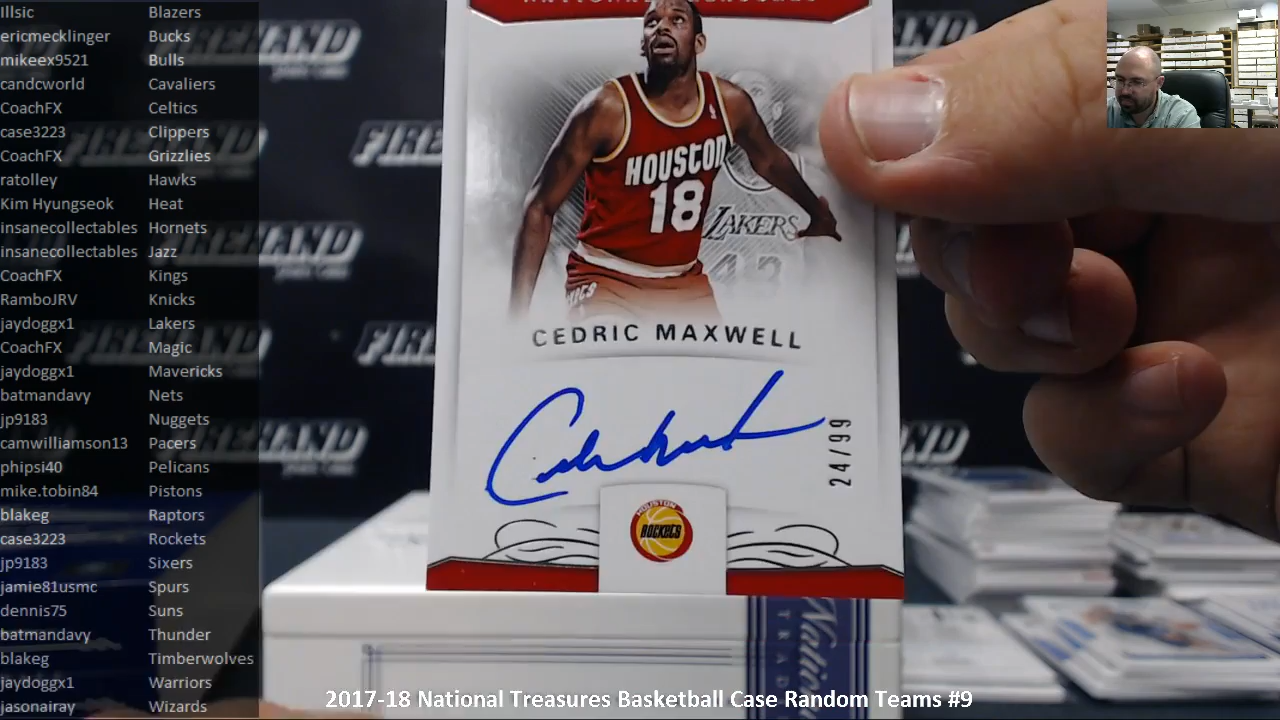 Illsic Blazers
ericmecklinger Bucks
mikeex9521 Bulls
candcworld Cavaliers
CoachFX Celtics
case3223 Clippers
CoachFX Grizzlies
ratolley Hawks
Kim Hyungseok Heat
insanecollectables Hornets
insanecollectables Jazz
CoachFX Kings
RamboJRV Knicks
jaydoggx1 Lakers
CoachFX Magic
jaydoggx1 Mavericks
batmandavy Nets
jp9183 Nuggets
camwilliamson13 Pacers
phipsi40 Pelicans
mike.tobin84 Pistons
blakeg Raptors
case3223 Rockets
jp9183 Sixers
jamie81usmc Spurs
dennis75 Suns
batmandavy Thunder
blakeg Timberwolves
jaydoggx1 Warriors
jasonairay Wizards
HOUSTON
18
LAKERS
CEDRIC MAXWELL
24/99
HOUSTON
ROCKETS
2017-18 National Treasures Basketball Case Random Teams #9